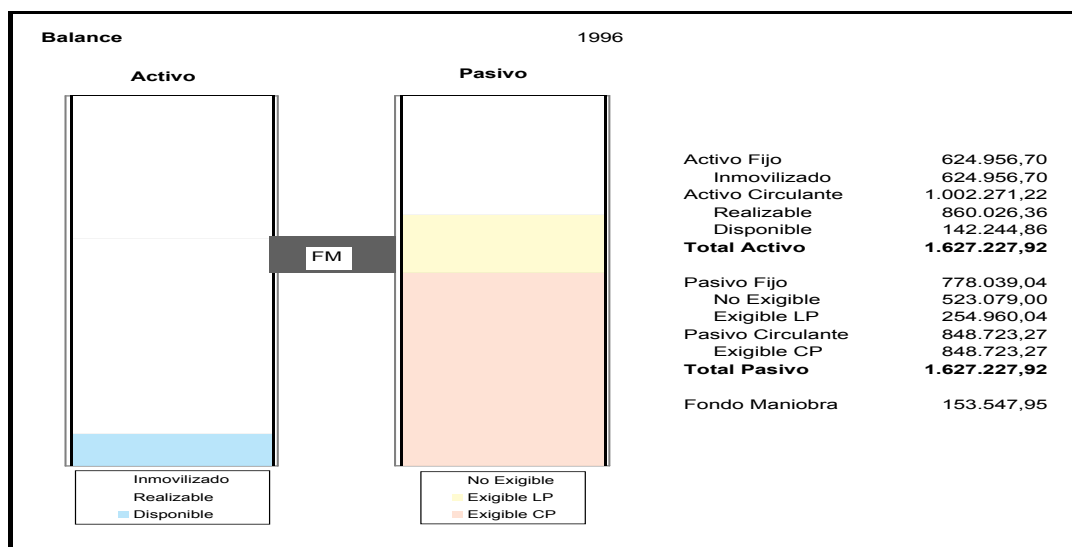 Balance 1996
Activo Pasivo
FM
Inmovilizado
Realizable
Disponible
No Exigible
Exigible LP
Exigible CP
Activo Fijo 624.956,70
Inmovilizado 624.956,70
Activo Circulante 1.002.271,22
Realizable 860.026,36
Disponible 142.244,86
Total Activo 1.627.227,92
Pasivo Fijo 778.039,04
No Exigible 523.079,00
Exigible LP 254.960,04
Pasivo Circulante 848.723,27
Exigible CP 848.723,27
Total Pasivo 1.627.227,92
Fondo Maniobra 153.547,95